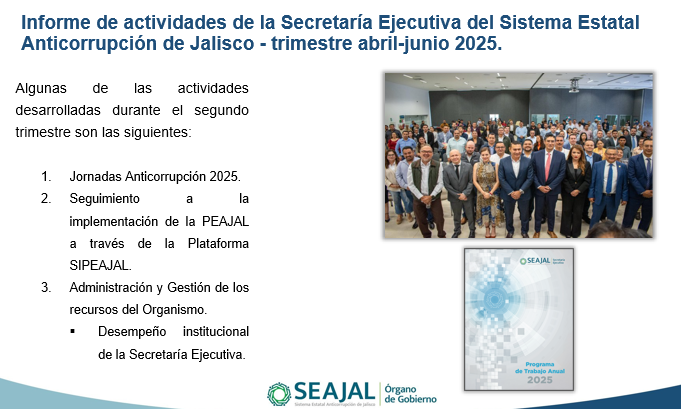 Informe de actividades de la Secretaría Ejecutiva del Sistema Estatal
Anticorrupción de Jalisco - trimestre abril-junio 2025.
Algunas de las actividades
desarrolladas durante el segundo
trimestre son las siguientes:
1. Jornadas Anticorrupción 2025.
2. Seguimiento a la
implementación de la PEAJAL
a través de la Plataforma
SIPEAJAL.
3. Administración y Gestión de los
recursos del Organismo.
▪ Desempeño institucional
de la Secretaría Ejecutiva.
SEAJAL
Programa
de Trabajo Anual
2025
SEAJAL
Sistema Estatal Anticorrupción de Jalisco
Órgano
de Gobierno